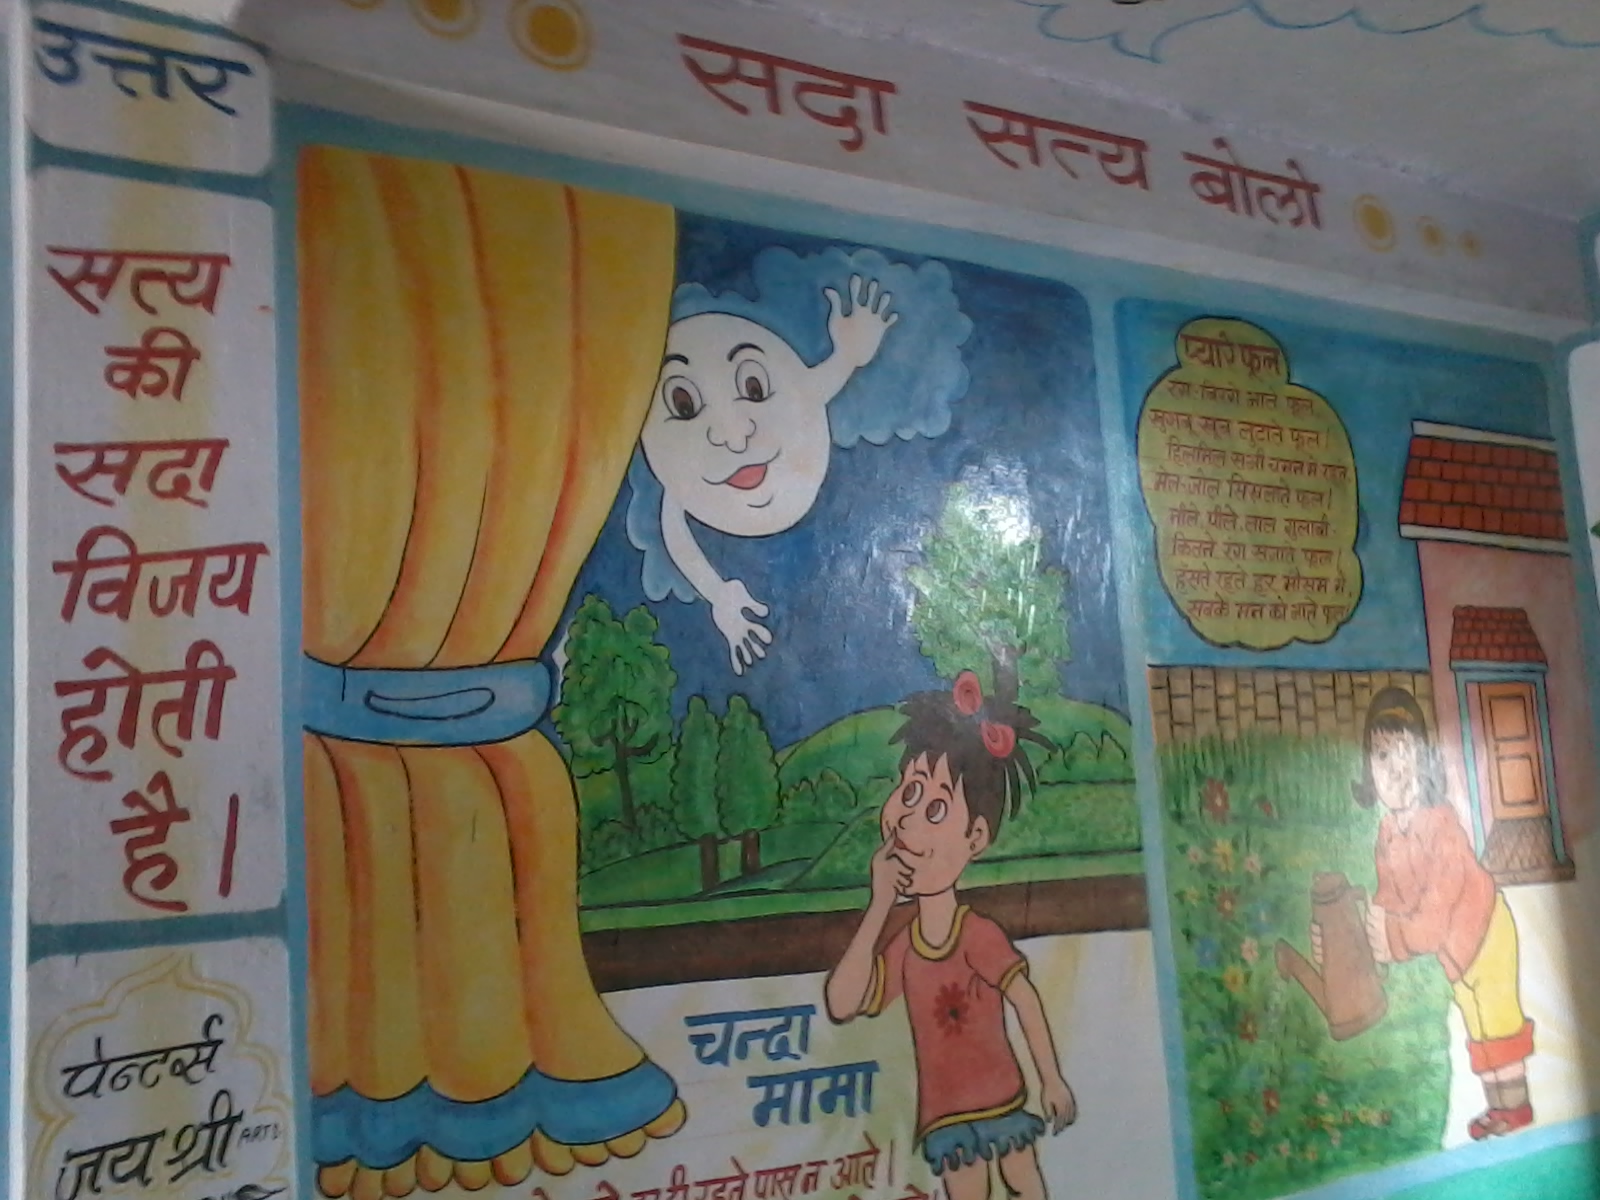 उत्तर
सदा सत्य बोलो
सत्य
की
सदा
विजय
होती
है।
पेन्टर्स
जय श्री ARTS
प्यारे फूल
रंग-बिरंगे आते फूल
खुशबू खूब लुटाते फूल।
हिलमिल सभी चमन में रहते
मेल-जोल सिखलाते फूल।
नीले, पीले, लाल गुलाबी-
कितने रंग सजाते फूल।
हंसते रहते हर मौसम में,
सबके मन को भाते फूल।
चन्दा
मामा
ही रहते पास न आते।